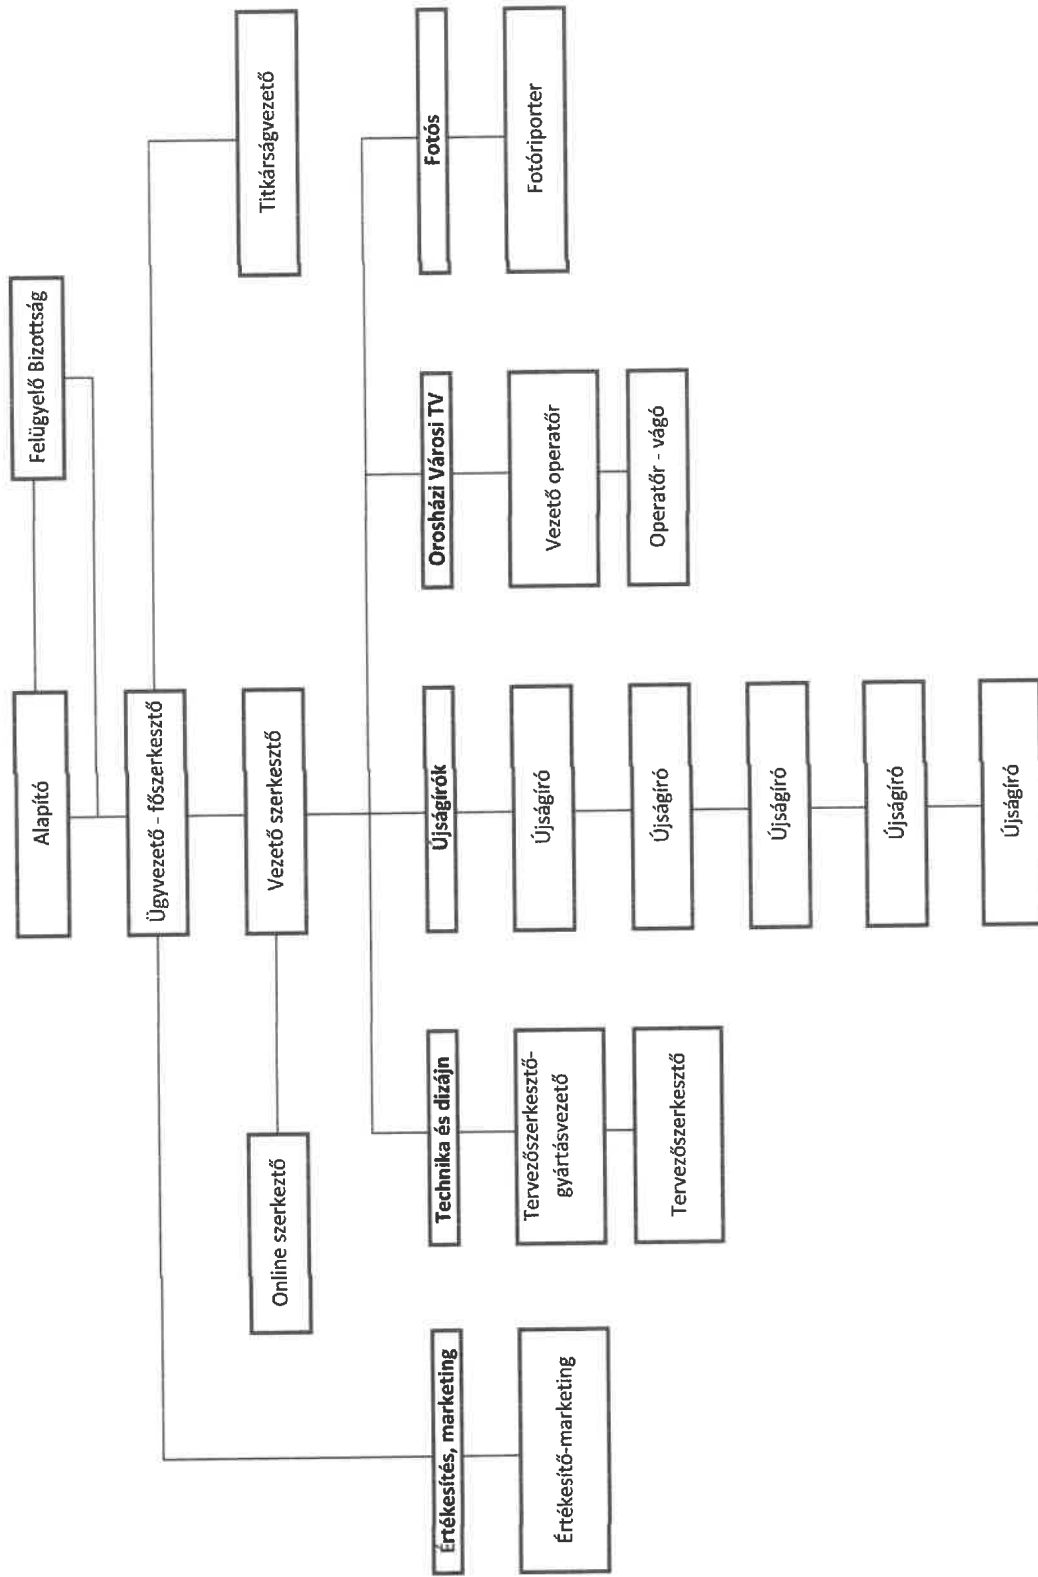 Felügyelő Bizottság
Alapító
Ügyvezető - főszerkesztő
Titkárságvezető
Vezető szerkesztő
Online szerkeztő
Értékesítés, marketing
Technika és dizájn
Újságírók
Orosházi Városi TV
Fotós
Értékesítő-marketing
Tervezőszerkesztő-
gyártásvezető
Újságíró
Vezető operatőr
Fotóriporter
Tervezőszerkesztő
Újságíró
Operatőr - vágó
Újságíró
Újságíró
Újságíró